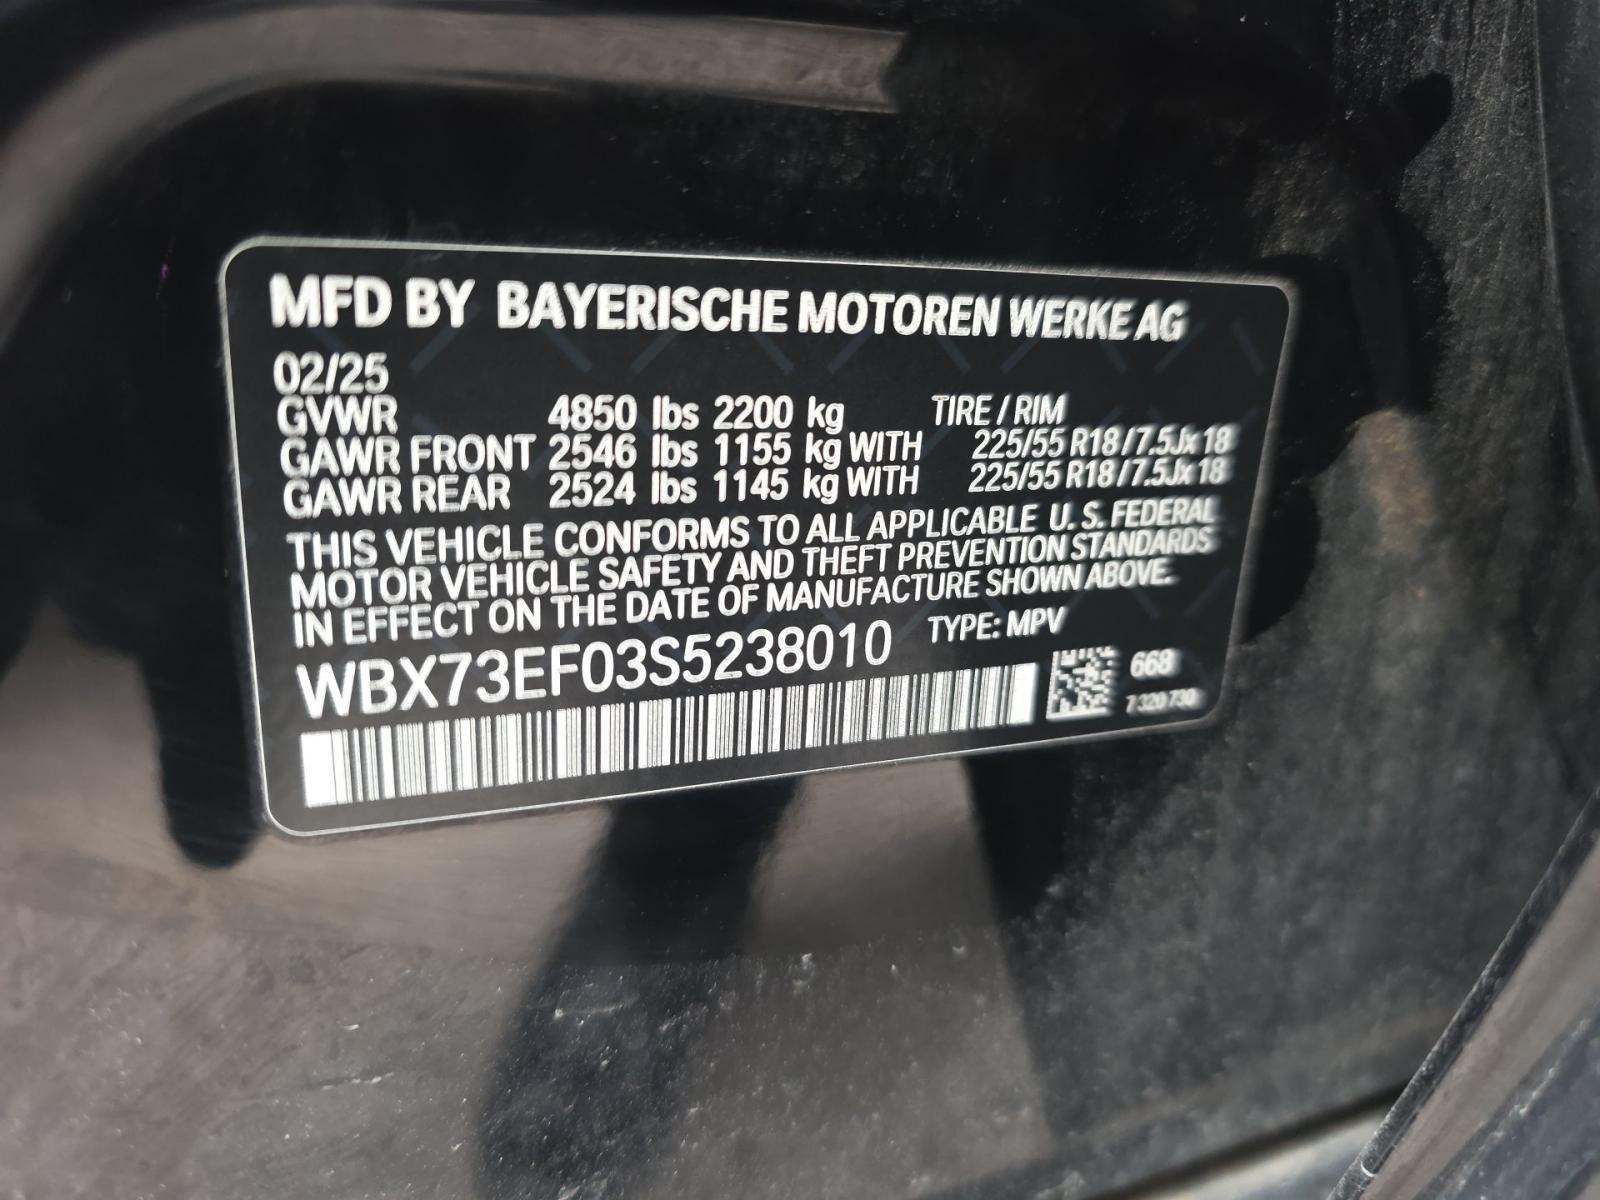 MFD BY BAYERISCHE MOTOREN WERKE AG
02/25
GVWR 4850 lbs 2200 kg TIRE / RIM
GAWR FRONT 2546 lbs 1155 kg WITH 225/55 R18 / 7.5Jx18
GAWR REAR 2524 lbs 1145 kg WITH 225/55 R18 / 7.5Jx18
THIS VEHICLE CONFORMS TO ALL APPLICABLE U. S. FEDERAL
MOTOR VEHICLE SAFETY AND THEFT PREVENTION STANDARDS
IN EFFECT ON THE DATE OF MANUFACTURE SHOWN ABOVE.
WBX73EF03S5238010 TYPE: MPV
668
7 320 730